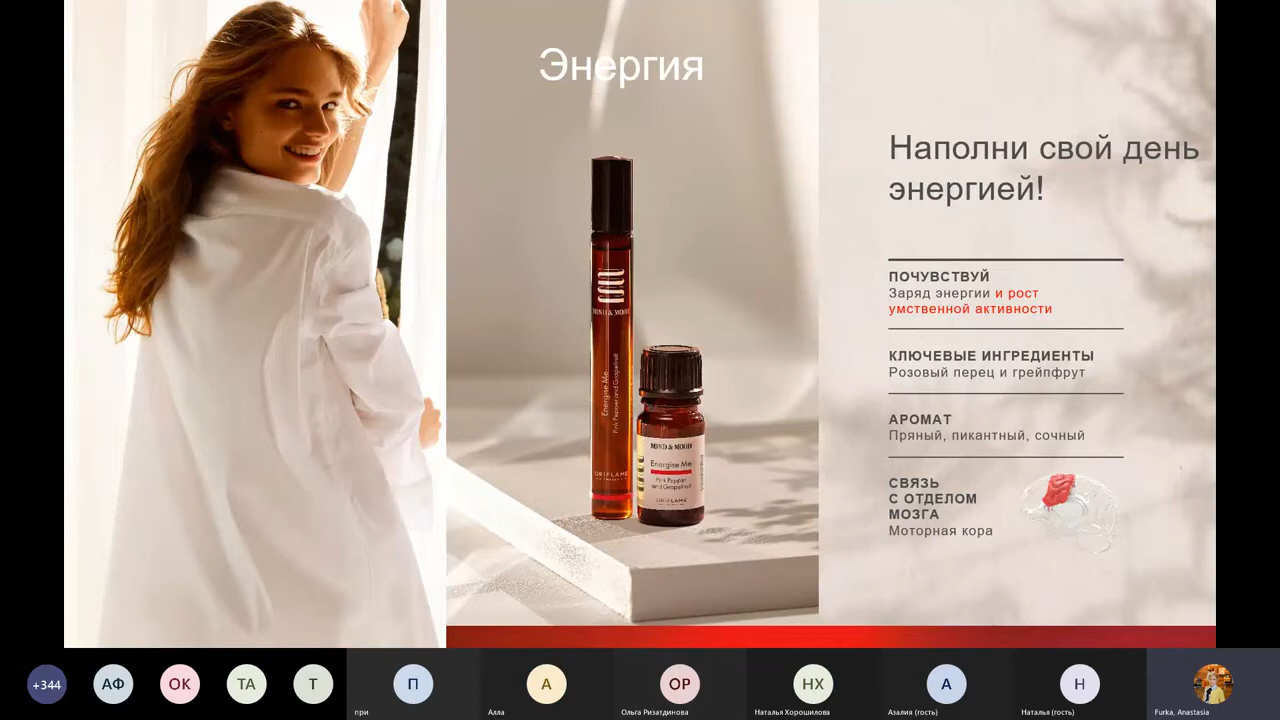 Энергия
Наполни свой день
энергией!
ПОЧУВСТВУЙ
Заряд энергии и рост
умственной активности
КЛЮЧЕВЫЕ ИНГРЕДИЕНТЫ
Розовый перец и грейпфрут
АРОМАТ
Пряный, пикантный, сочный
СВЯЗЬ
С ОТДЕЛОМ
МОЗГА
Моторная кора
MIND & MOOD
Energise Me
Pink Pepper and Grapefruit
ORIFLAME
MIND & MOOD
Energise Me
Pink Pepper
and Grapefruit
ORIFLAME
+344
АФ
ОК
ТА
Т
П
при
А
Алла
ОР
Ольга Ризатдинова
НХ
Наталья Хорошилова
А
Азалия (гость)
Н
Наталья (гость)
Furka, Anastasia